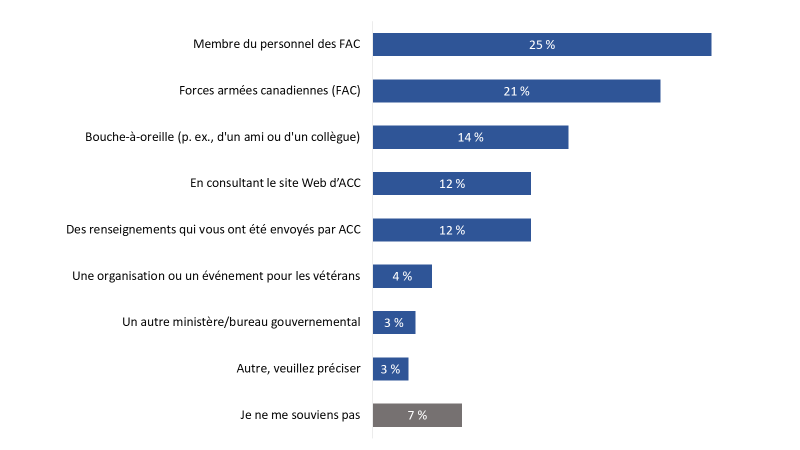 Membre du personnel des FAC 25 %
Forces armées canadiennes (FAC) 21 %
Bouche-à-oreille (p. ex., d'un ami ou d'un collègue) 14 %
En consultant le site Web d’ACC 12 %
Des renseignements qui vous ont été envoyés par ACC 12 %
Une organisation ou un événement pour les vétérans 4 %
Un autre ministère/bureau gouvernemental 3 %
Autre, veuillez préciser 3 %
Je ne me souviens pas 7 %